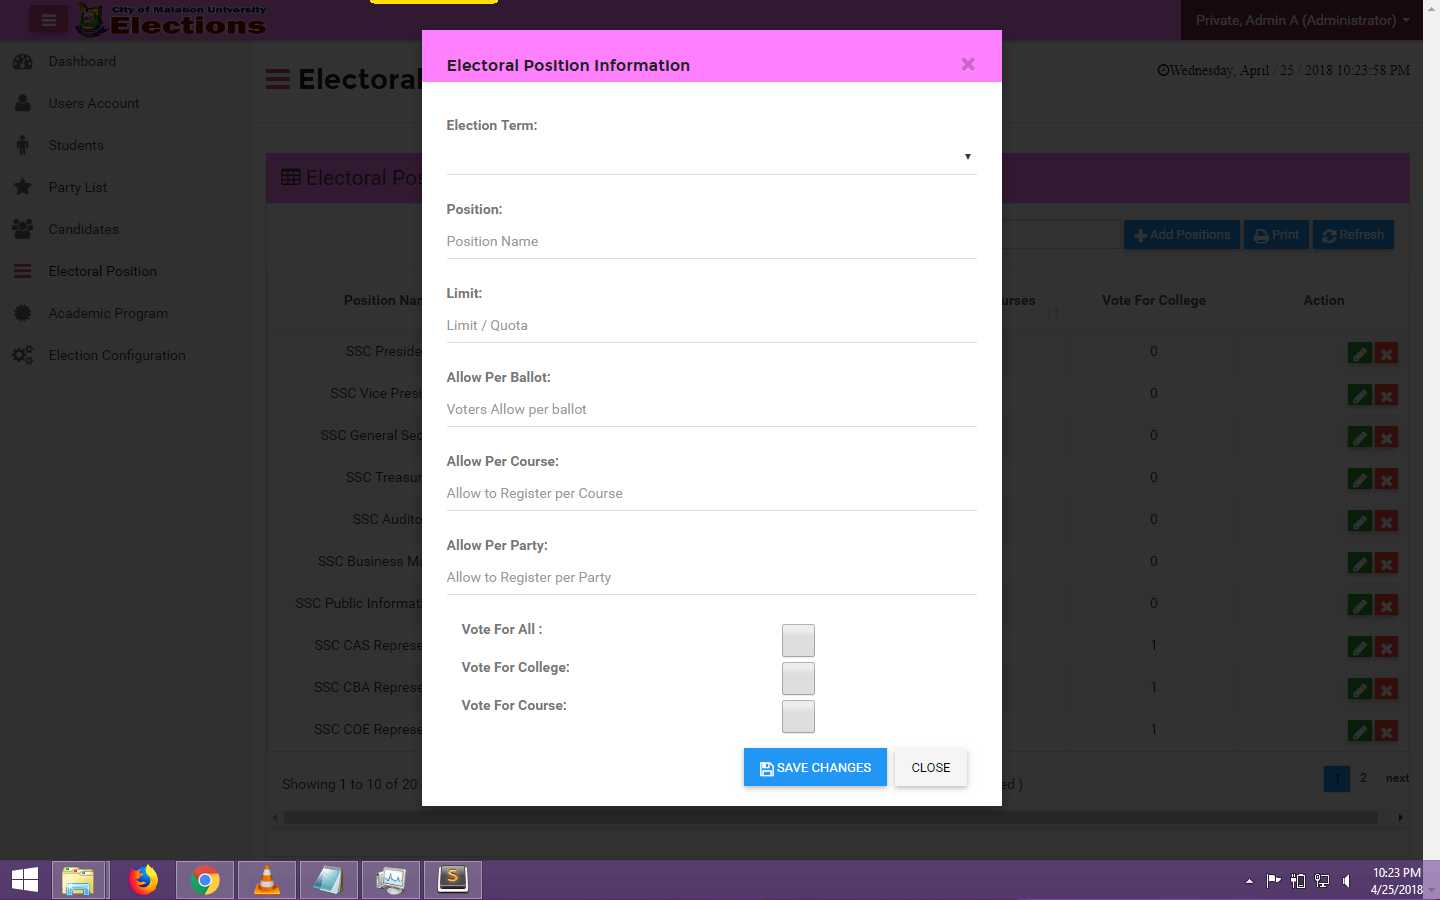 City of Malabon University
Elections
Private, Admin A (Administrator)
Dashboard
Users Account
Students
Party List
Candidates
Electoral Position
Academic Program
Election Configuration
Electoral
Wednesday, April / 25 / 2018 10:23:58 PM
Electoral Pos
Add Positions
Print
Refresh
Position Nar
urses
Vote For College
Action
SSC Preside
0
SSC Vice Presi
0
SSC General Sec
0
SSC Treasur
0
SSC Audito
0
SSC Business M
0
SSC Public Informat
0
SSC CAS Represe
1
SSC CBA Represe
1
SSC COE Represe
1
Showing 1 to 10 of 20
ed )
1
2
next
Electoral Position Information
×
Election Term:
Position:
Position Name
Limit:
Limit / Quota
Allow Per Ballot:
Voters Allow per ballot
Allow Per Course:
Allow to Register per Course
Allow Per Party:
Allow to Register per Party
Vote For All :
Vote For College:
Vote For Course:
SAVE CHANGES
CLOSE
S
10:23 PM
4/25/2018